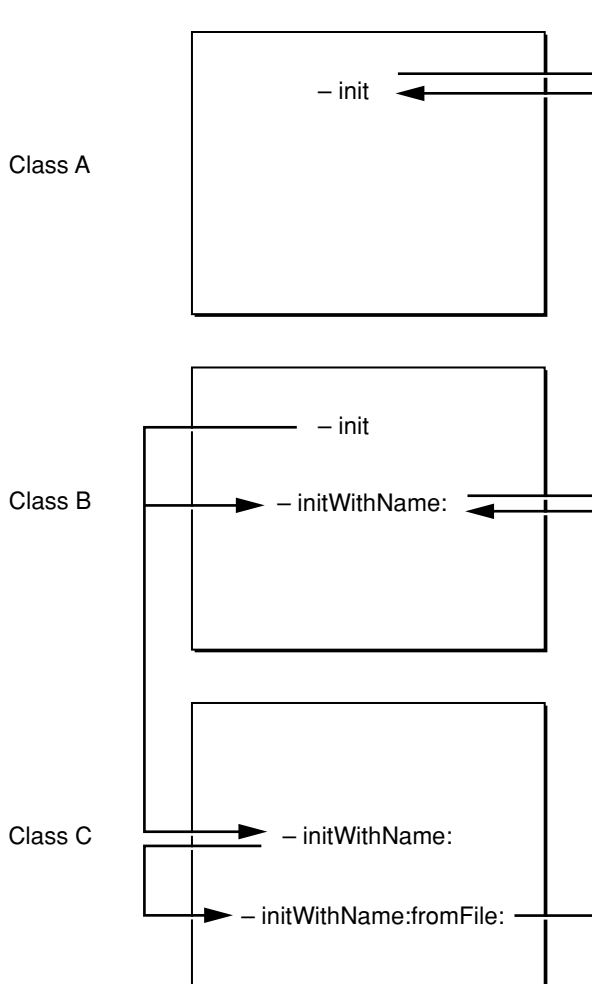 – init
Class A
– init
Class B
– initWithName:
Class C
– initWithName:
– initWithName:fromFile: